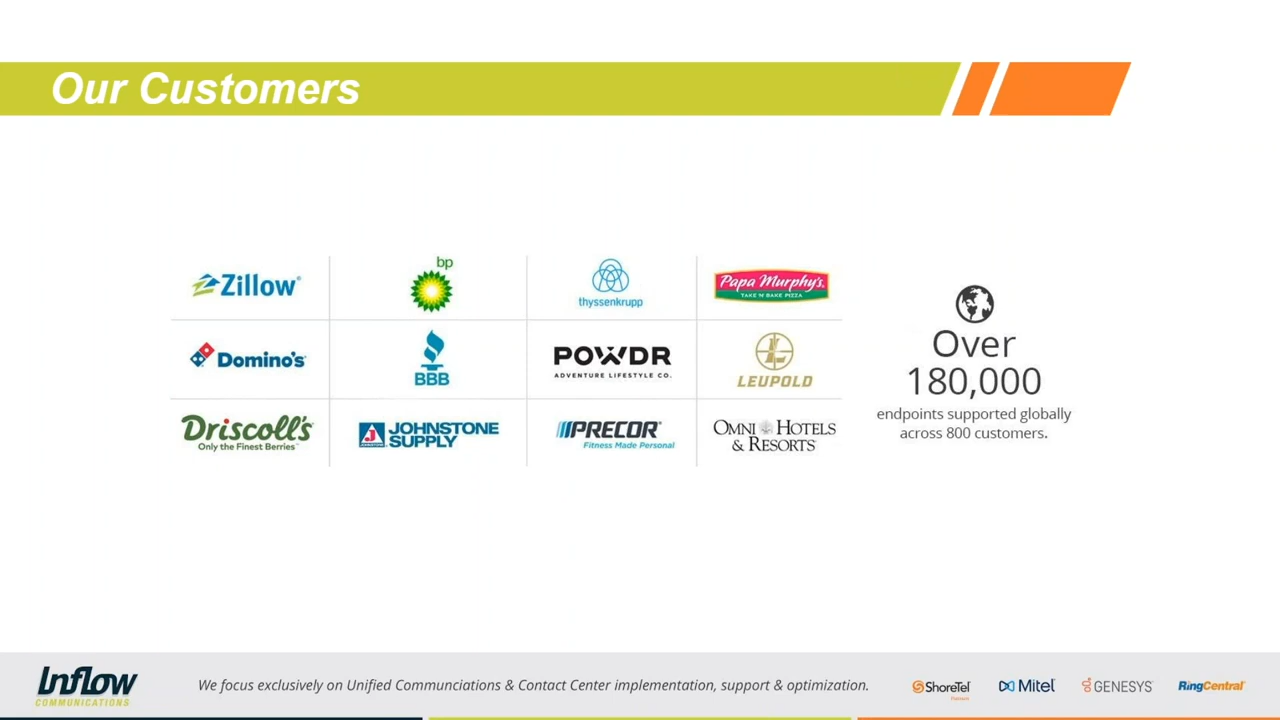 Our Customers
Zillow®
bp
thyssenkrupp
Papa Murphy's.
TAKE 'N' BAKE PIZZA
Domino's
BBB
POWDR
ADVENTURE LIFESTYLE CO.
LEUPOLD
Driscoll's
Only the Finest Berries™
JOHNSTONE
SUPPLY
PRECOR®
Fitness Made Personal
OMNI HOTELS
& RESORTS
Over
180,000
endpoints supported globally
across 800 customers.
Inflow
COMMUNICATIONS
We focus exclusively on Unified Communciations & Contact Center implementation, support & optimization.
ShoreTel
Mitel
GENESYS
RingCentral